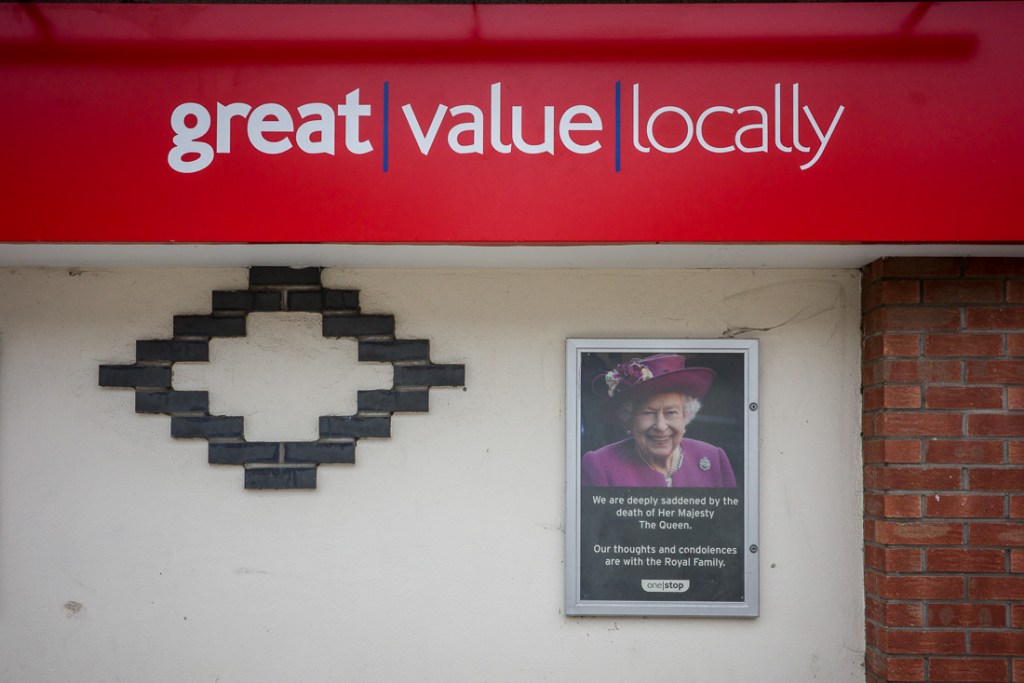 great value locally
We are deeply saddened by the
death of Her Majesty
The Queen.
Our thoughts and condolences
are with the Royal Family.
one|stop